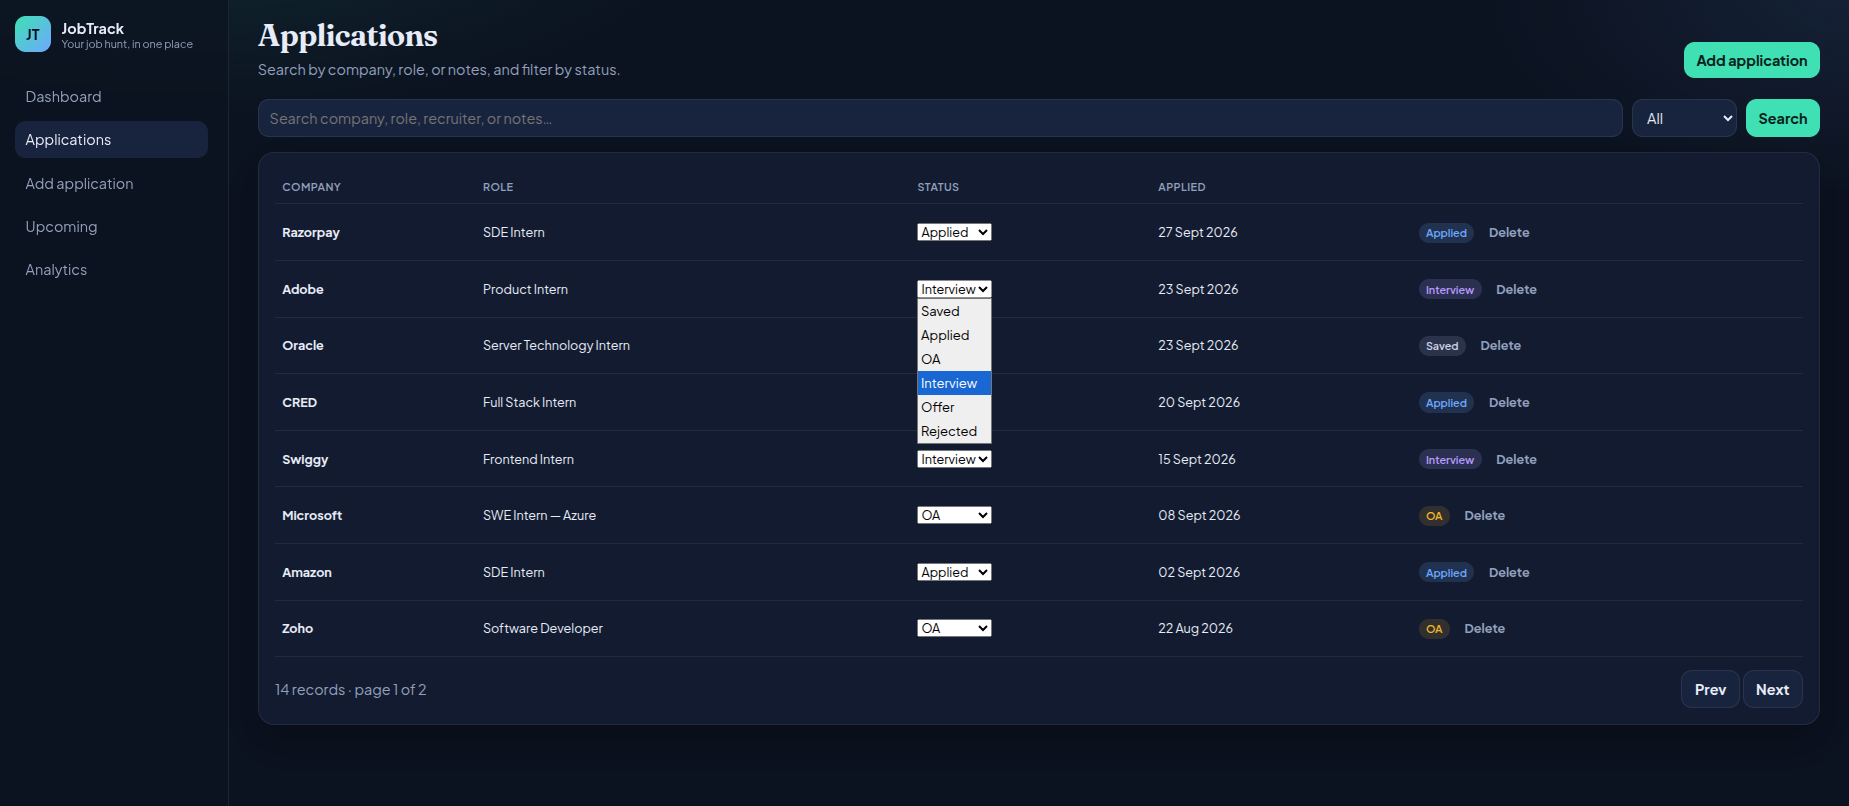 JT
JobTrack
Your job hunt, in one place
Dashboard
Applications
Add application
Upcoming
Analytics
Applications
Search by company, role, or notes, and filter by status.
Add application
Search company, role, recruiter, or notes…
All
Search
COMPANY ROLE STATUS APPLIED
Razorpay SDE Intern Applied 27 Sept 2026 Applied Delete
Adobe Product Intern Interview 23 Sept 2026 Interview Delete
Saved
Applied
OA
Interview
Offer
Rejected
Oracle Server Technology Intern 23 Sept 2026 Saved Delete
CRED Full Stack Intern 20 Sept 2026 Applied Delete
Swiggy Frontend Intern Interview 15 Sept 2026 Interview Delete
Microsoft SWE Intern — Azure OA 08 Sept 2026 OA Delete
Amazon SDE Intern Applied 02 Sept 2026 Applied Delete
Zoho Software Developer OA 22 Aug 2026 OA Delete
14 records · page 1 of 2
Prev
Next